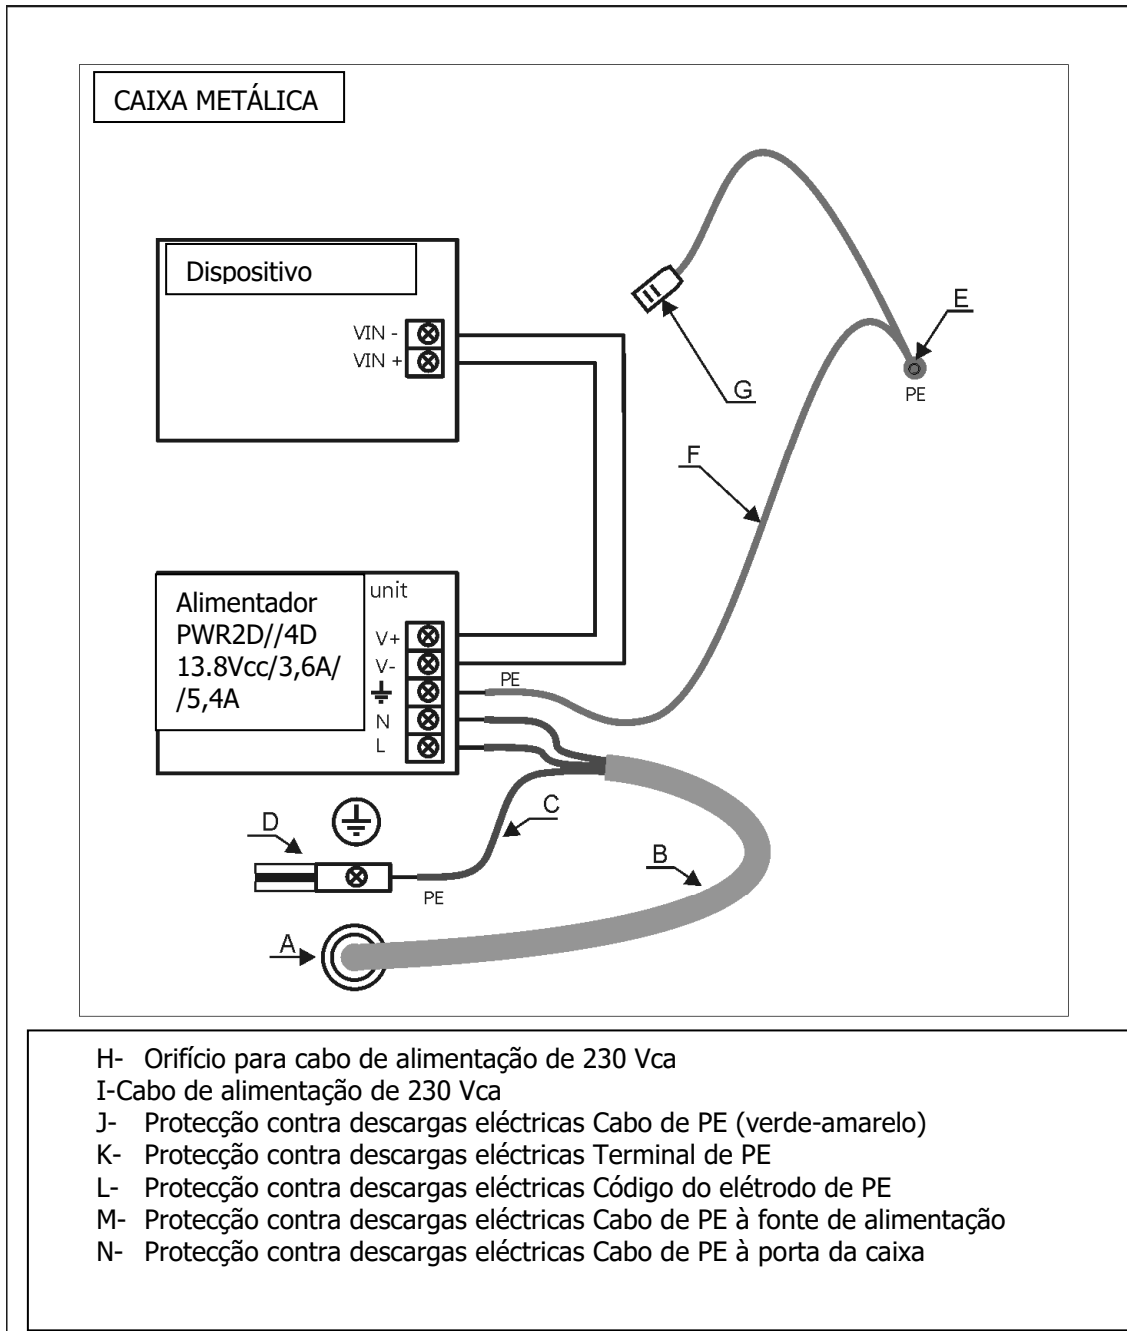 CAIXA METÁLICA
Dispositivo
VIN -
VIN +
E
PE
G
F
Alimentador
PWR2D//4D
13.8Vcc/3,6A/
/5,4A
unit
V+
V-
N
L
PE
D
C
B
PE
A
H- Orifício para cabo de alimentação de 230 Vca
I-Cabo de alimentação de 230 Vca
J- Protecção contra descargas eléctricas Cabo de PE (verde-amarelo)
K- Protecção contra descargas eléctricas Terminal de PE
L- Protecção contra descargas eléctricas Código do elétrodo de PE
M- Protecção contra descargas eléctricas Cabo de PE à fonte de alimentação
N- Protecção contra descargas eléctricas Cabo de PE à porta da caixa